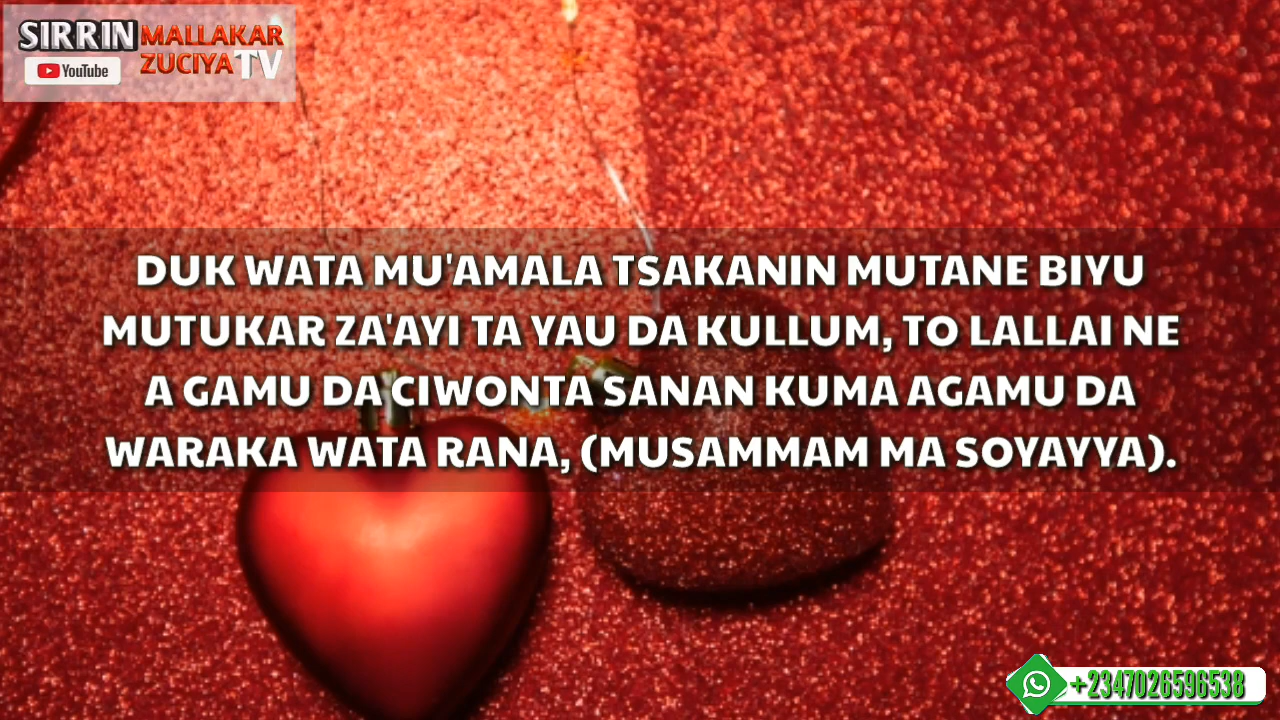 SIRRIN MALLAKAR
ZUCIYA TV
YouTube
DUK WATA MU'AMALA TSAKANIN MUTANE BIYU
MUTUKAR ZA'AYI TA YAU DA KULLUM, TO LALLAI NE
A GAMU DA CIWONTA SANAN KUMA AGAMU DA
WARAKA WATA RANA, (MUSAMMAM MA SOYAYYA).
+2347026596538